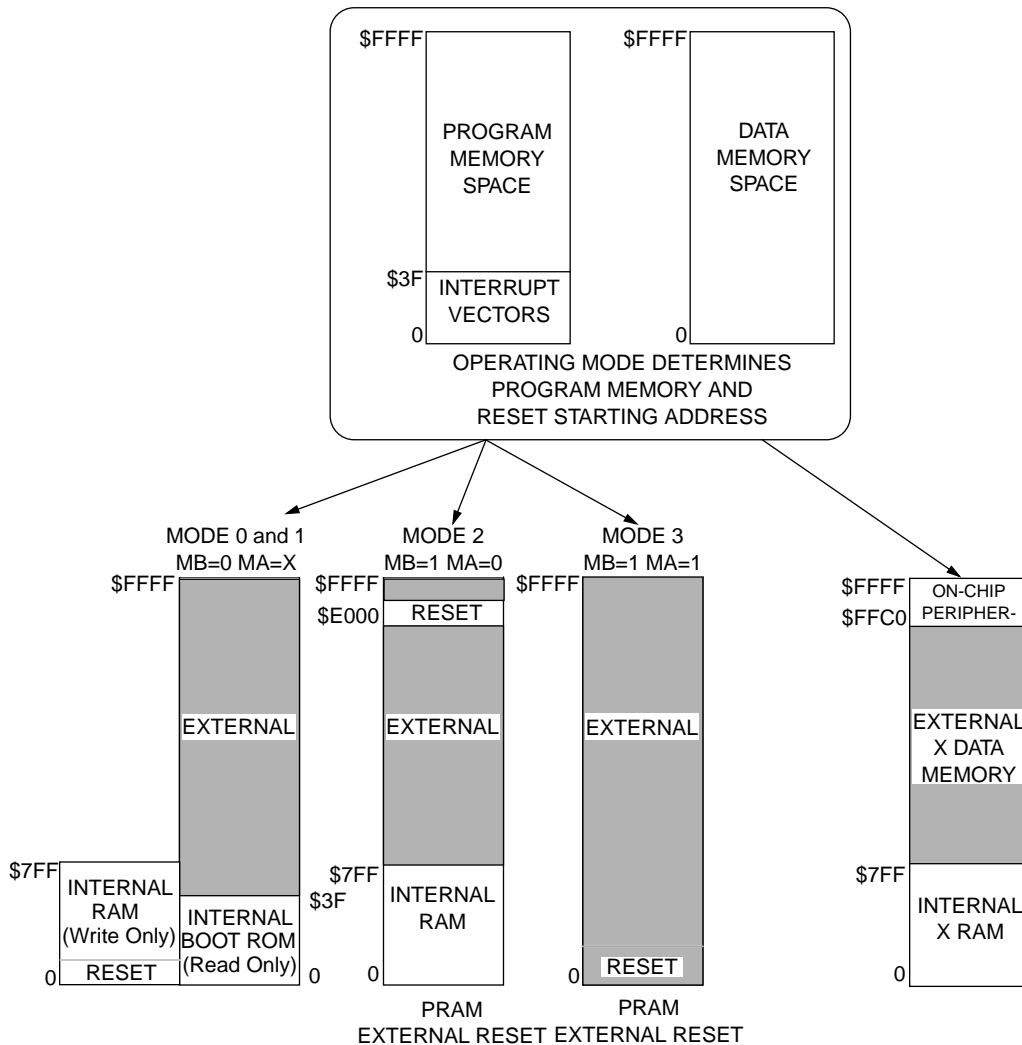 $FFFF
$FFFF
PROGRAM
MEMORY
SPACE
DATA
MEMORY
SPACE
$3F
INTERRUPT
VECTORS
0
0
OPERATING MODE DETERMINES
PROGRAM MEMORY AND
RESET STARTING ADDRESS
MODE 0 and 1
MB=0 MA=X
$FFFF
EXTERNAL
$7FF
INTERNAL
RAM
(Write Only)
RESET
0
INTERNAL
BOOT ROM
(Read Only)
$3F
0
MODE 2
MB=1 MA=0
$FFFF
$E000
RESET
EXTERNAL
$7FF
INTERNAL
RAM
0
PRAM
EXTERNAL RESET
MODE 3
MB=1 MA=1
$FFFF
EXTERNAL
RESET
0
PRAM
EXTERNAL RESET
$FFFF
ON-CHIP
PERIPHER-
$FFC0
EXTERNAL
X DATA
MEMORY
$7FF
INTERNAL
X RAM
0